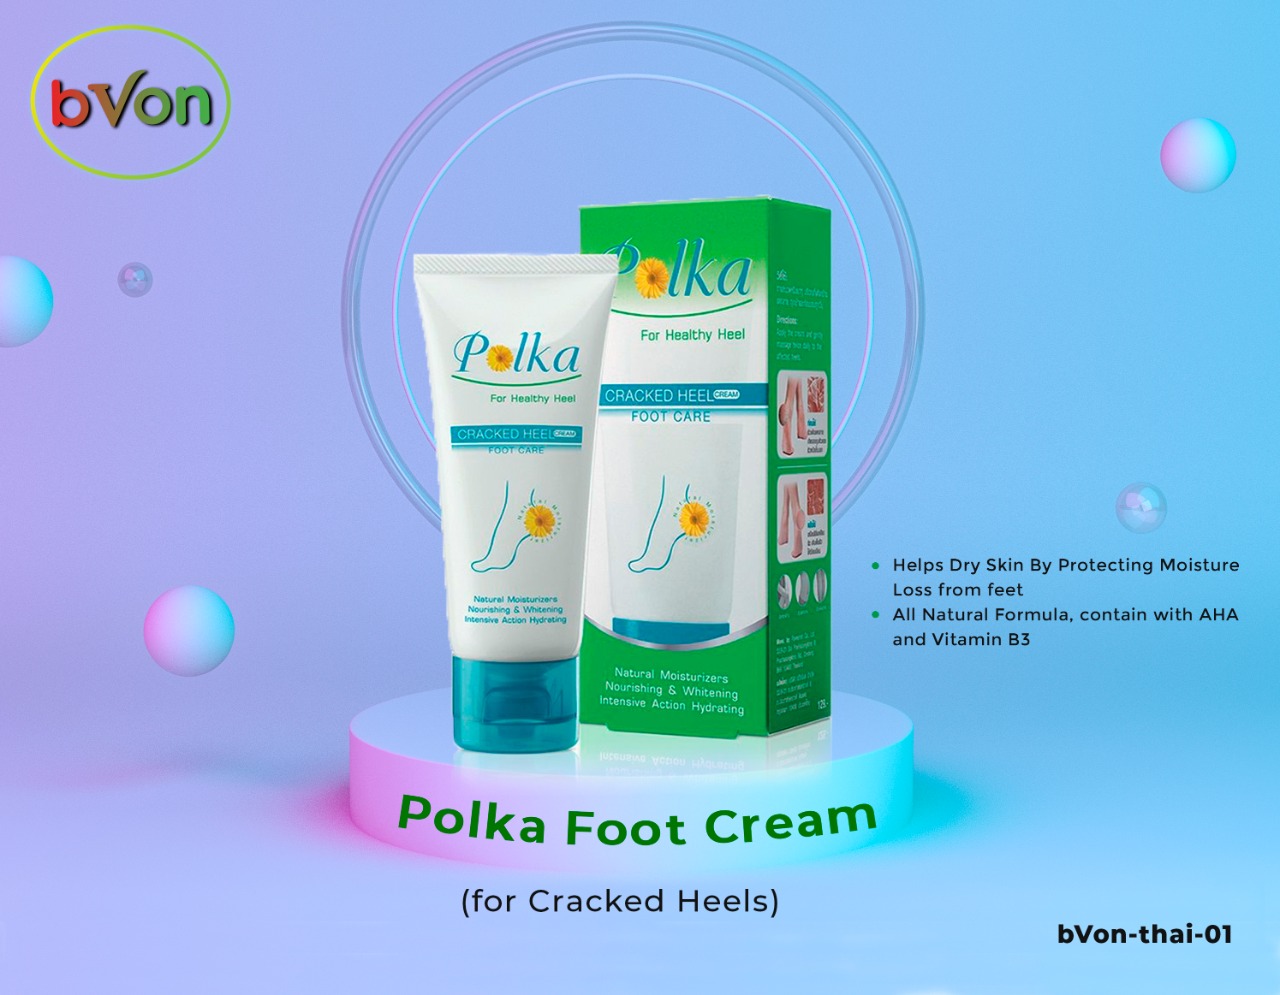 bVon
Polka
For Healthy Heel
CRACKED HEEL CREAM
FOOT CARE
Natural Moisturizers
Nourishing & Whitening
Intensive Action Hydrating
Polka
For Healthy Heel
CRACKED HEEL CREAM
FOOT CARE
Natural Moisturizers
Nourishing & Whitening
Intensive Action Hydrating
Directions:
125.-
• Helps Dry Skin By Protecting Moisture
Loss from feet
• All Natural Formula, contain with AHA
and Vitamin B3
Polka Foot Cream
(for Cracked Heels)
bVon-thai-01